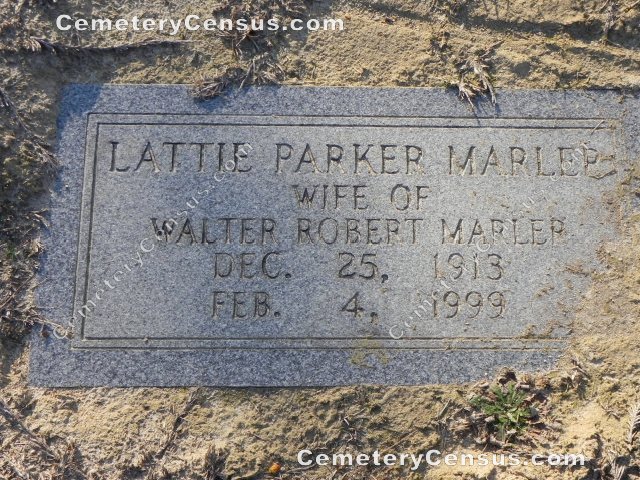 CemeteryCensus.com
LATTIE PARKER MARLER
WIFE OF
WALTER ROBERT MARLER
DEC. 25, 1913
FEB. 4, 1999
CemeteryCensus.com